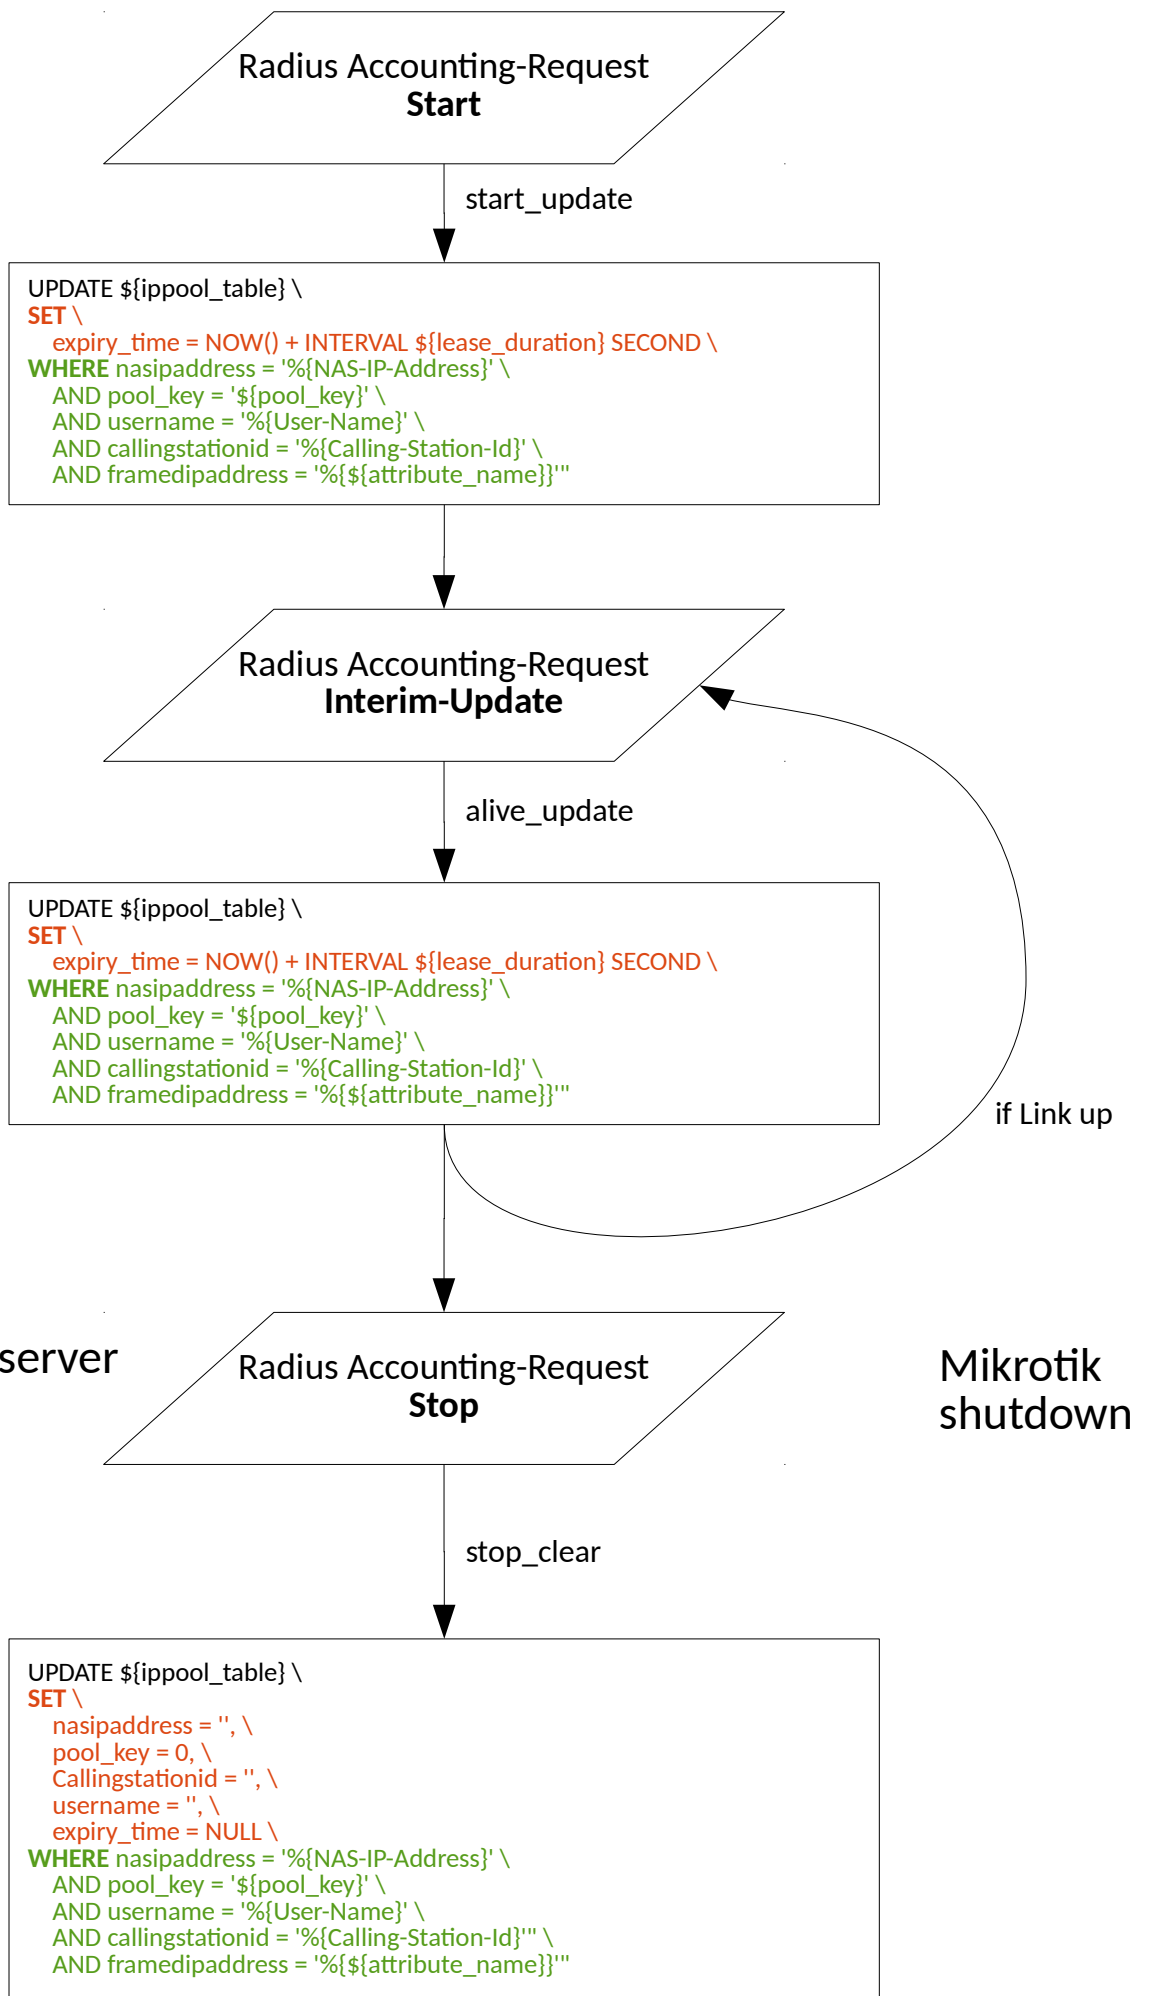 Radius Accounting-Request
Start
start_update
UPDATE ${ippool_table} \
SET \
expiry_time = NOW() + INTERVAL ${lease_duration} SECOND \
WHERE nasipaddress = '%{NAS-IP-Address}' \
AND pool_key = '${pool_key}' \
AND username = '%{User-Name}' \
AND callingstationid = '%{Calling-Station-Id}' \
AND framedipaddress = '%{${attribute_name}}'"
Radius Accounting-Request
Interim-Update
alive_update
UPDATE ${ippool_table} \
SET \
expiry_time = NOW() + INTERVAL ${lease_duration} SECOND \
WHERE nasipaddress = '%{NAS-IP-Address}' \
AND pool_key = '${pool_key}' \
AND username = '%{User-Name}' \
AND callingstationid = '%{Calling-Station-Id}' \
AND framedipaddress = '%{${attribute_name}}'"
if Link up
server
Radius Accounting-Request
Stop
Mikrotik
shutdown
stop_clear
UPDATE ${ippool_table} \
SET \
nasipaddress = '', \
pool_key = 0, \
Callingstationid = '', \
username = '', \
expiry_time = NULL \
WHERE nasipaddress = '%{NAS-IP-Address}' \
AND pool_key = '${pool_key}' \
AND username = '%{User-Name}' \
AND callingstationid = '%{Calling-Station-Id}'" \
AND framedipaddress = '%{${attribute_name}}'"